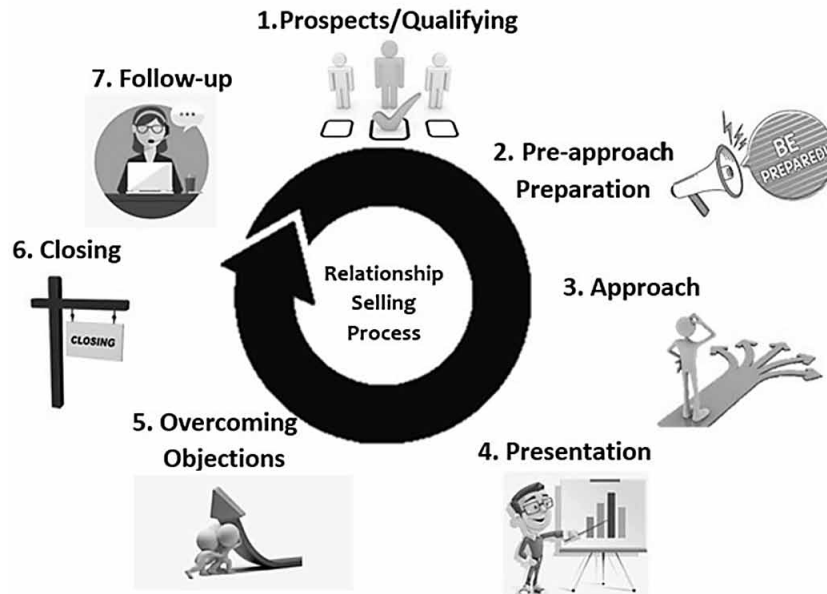 1.Prospects/Qualifying
2. Pre-approach
Preparation
BE
PREPARED!
3. Approach
4. Presentation
5. Overcoming
Objections
6. Closing
CLOSING
7. Follow-up
Relationship
Selling
Process